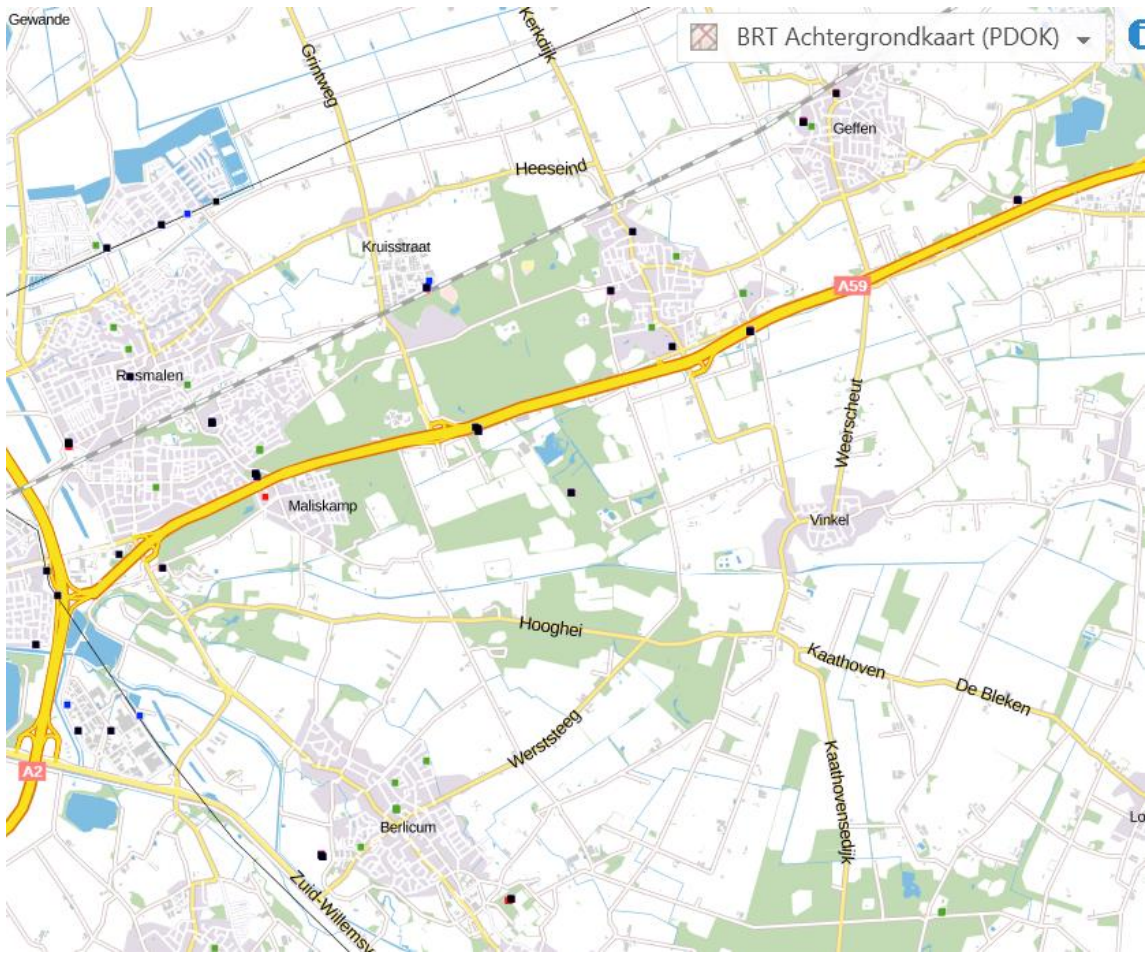 Gewande
BRT Achtergrondkaart (PDOK)
Grintweg
Kerkdijk
Geffen
Heeseind
Kruisstraat
A59
Rosmalen
Weerscheut
Maliskamp
Vinkel
Hooghei
Kaathoven
De Bleken
Werststeeg
A2
Kaathovensedijk
Berlicum
Lo
Zuid-Willemsv